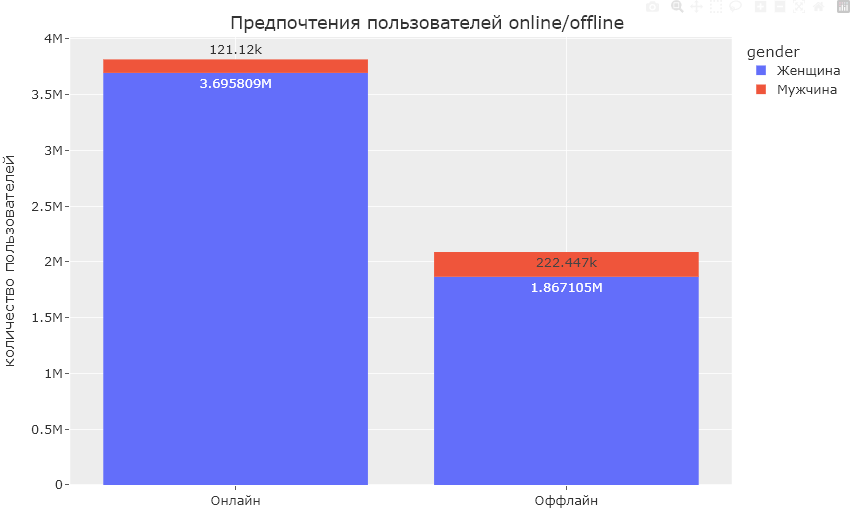 Предпочтения пользователей online/offline
количество пользователей
4M
3.5M
3M
2.5M
2M
1.5M
1M
0.5M
0
121.12k
3.695809M
222.447k
1.867105M
Онлайн
Оффлайн
gender
Женщина
Мужчина